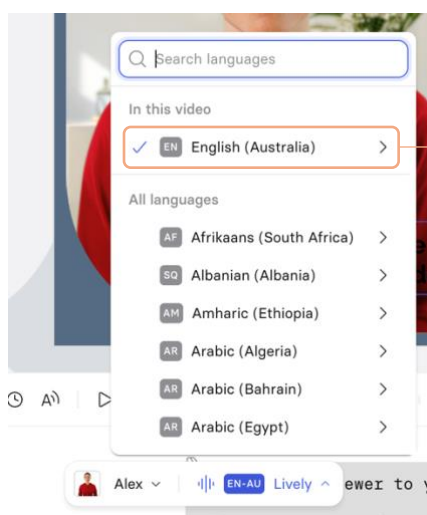 Search languages
In this video
EN English (Australia)
All languages
AF Afrikaans (South Africa)
SQ Albanian (Albania)
AM Amharic (Ethiopia)
AR Arabic (Algeria)
AR Arabic (Bahrain)
AR Arabic (Egypt)
Alex EN-AU Lively ewer to y